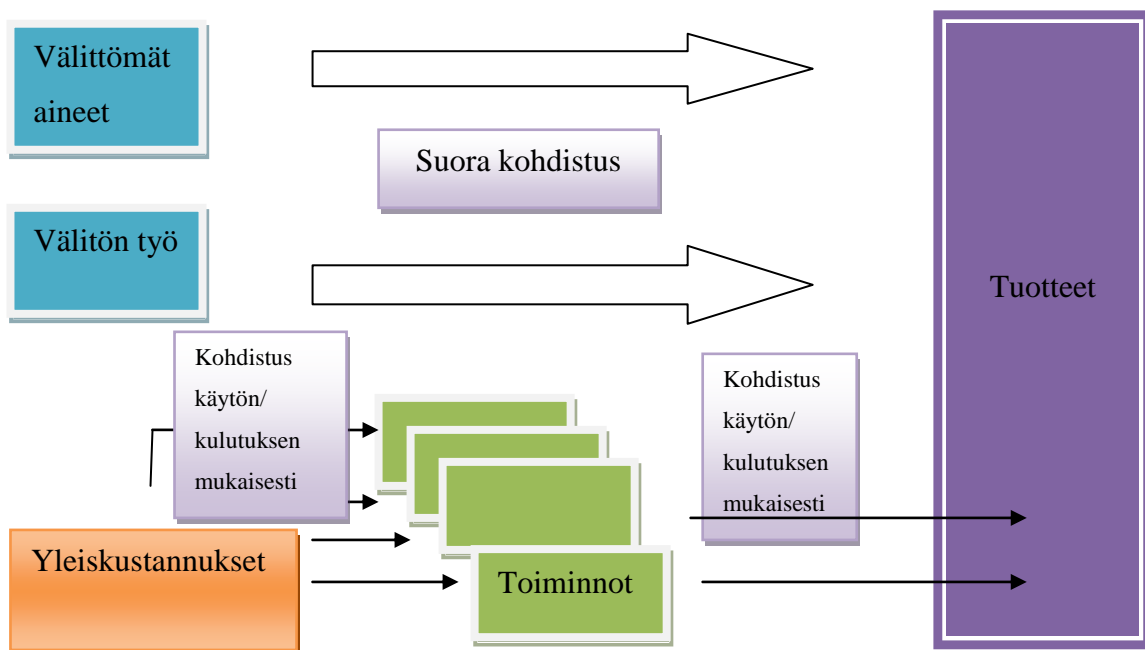 Välittömät
aineet
Suora kohdistus
Välitön työ
Tuotteet
Kohdistus
käytön/
kulutuksen
mukaisesti
Kohdistus
käytön/
kulutuksen
mukaisesti
Yleiskustannukset
Toiminnot